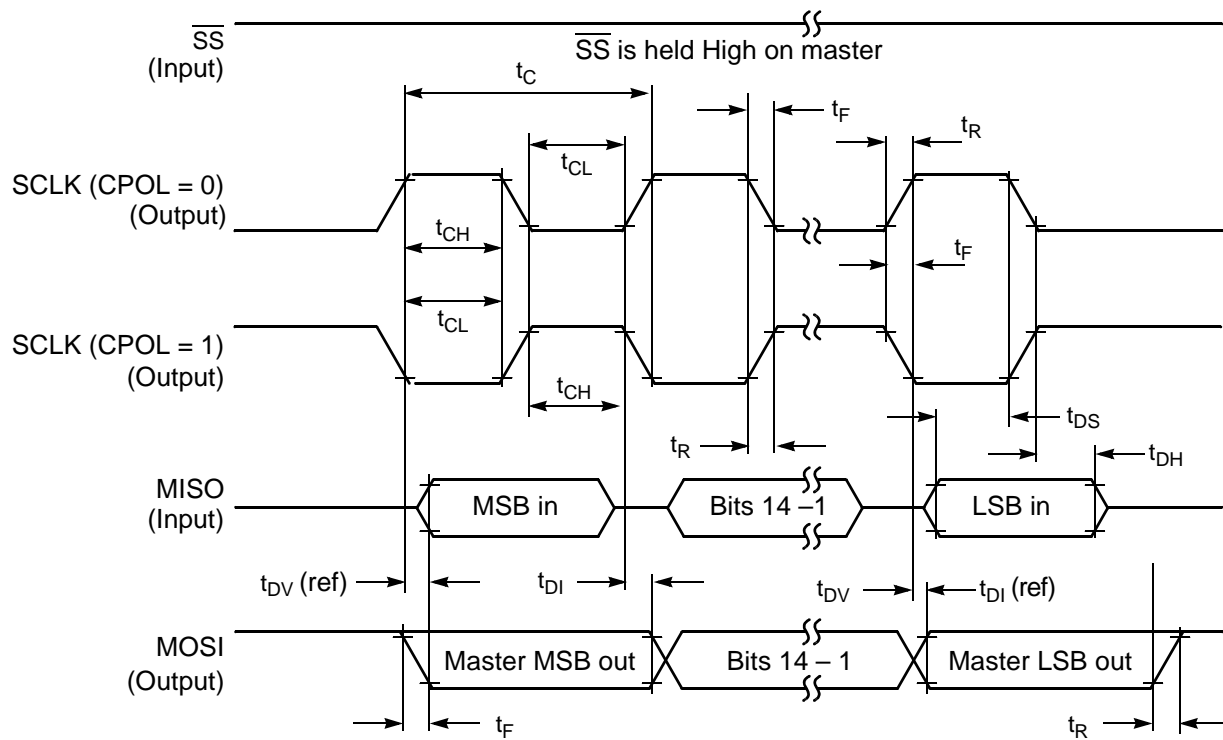 SS
(Input)
SS is held High on master
tC
tF
tR
tCL
SCLK (CPOL = 0)
(Output)
tCH
tF
tCL
SCLK (CPOL = 1)
(Output)
tCH
tDS
tR
tDH
MISO
(Input)
MSB in
Bits 14 –1
LSB in
tDV (ref)
tDI
tDV
tDI (ref)
MOSI
(Output)
Master MSB out
Bits 14 – 1
Master LSB out
tF
tR